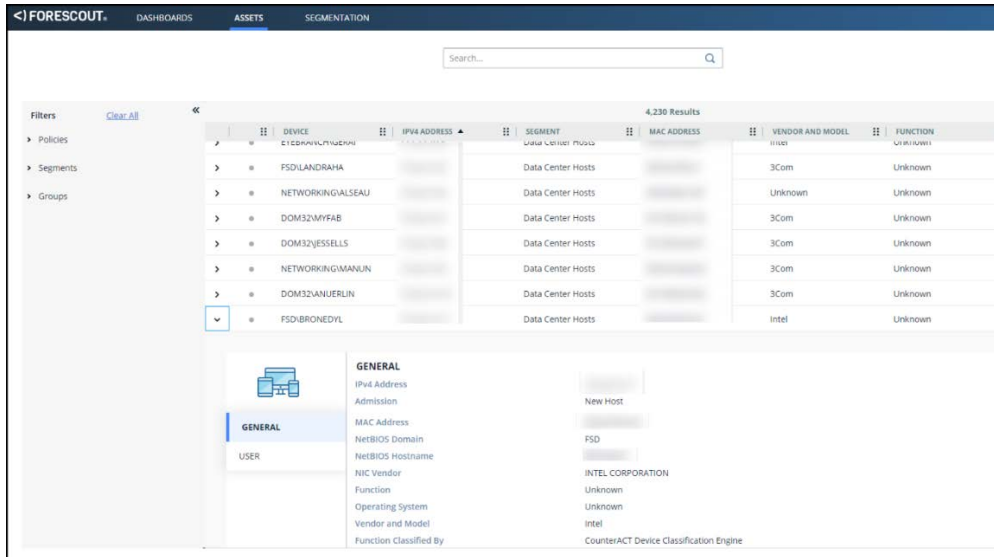 <) FORESCOUT. DASHBOARDS ASSETS SEGMENTATION
Search...
Filters Clear All «
4,230 Results
DEVICE IPV4 ADDRESS ▲ SEGMENT MAC ADDRESS VENDOR AND MODEL FUNCTION
Data Center Hosts Intel Unknown
> Policies
> FSD\LANDRAHA Data Center Hosts 3Com Unknown
> Segments
> NETWORKING\ALSEAU Data Center Hosts Unknown Unknown
> Groups
> DOM32\MYFAB Data Center Hosts 3Com Unknown
> DOM32\JESSELLS Data Center Hosts 3Com Unknown
> NETWORKING\MANUN Data Center Hosts 3Com Unknown
> DOM32\ANUERLIN Data Center Hosts 3Com Unknown
FSD\BRONEDYL Data Center Hosts Intel Unknown
GENERAL
USER
GENERAL
IPv4 Address
Admission New Host
MAC Address
NetBIOS Domain FSD
NetBIOS Hostname
NIC Vendor INTEL CORPORATION
Function Unknown
Operating System Unknown
Vendor and Model Intel
Function Classified By CounterACT Device Classification Engine